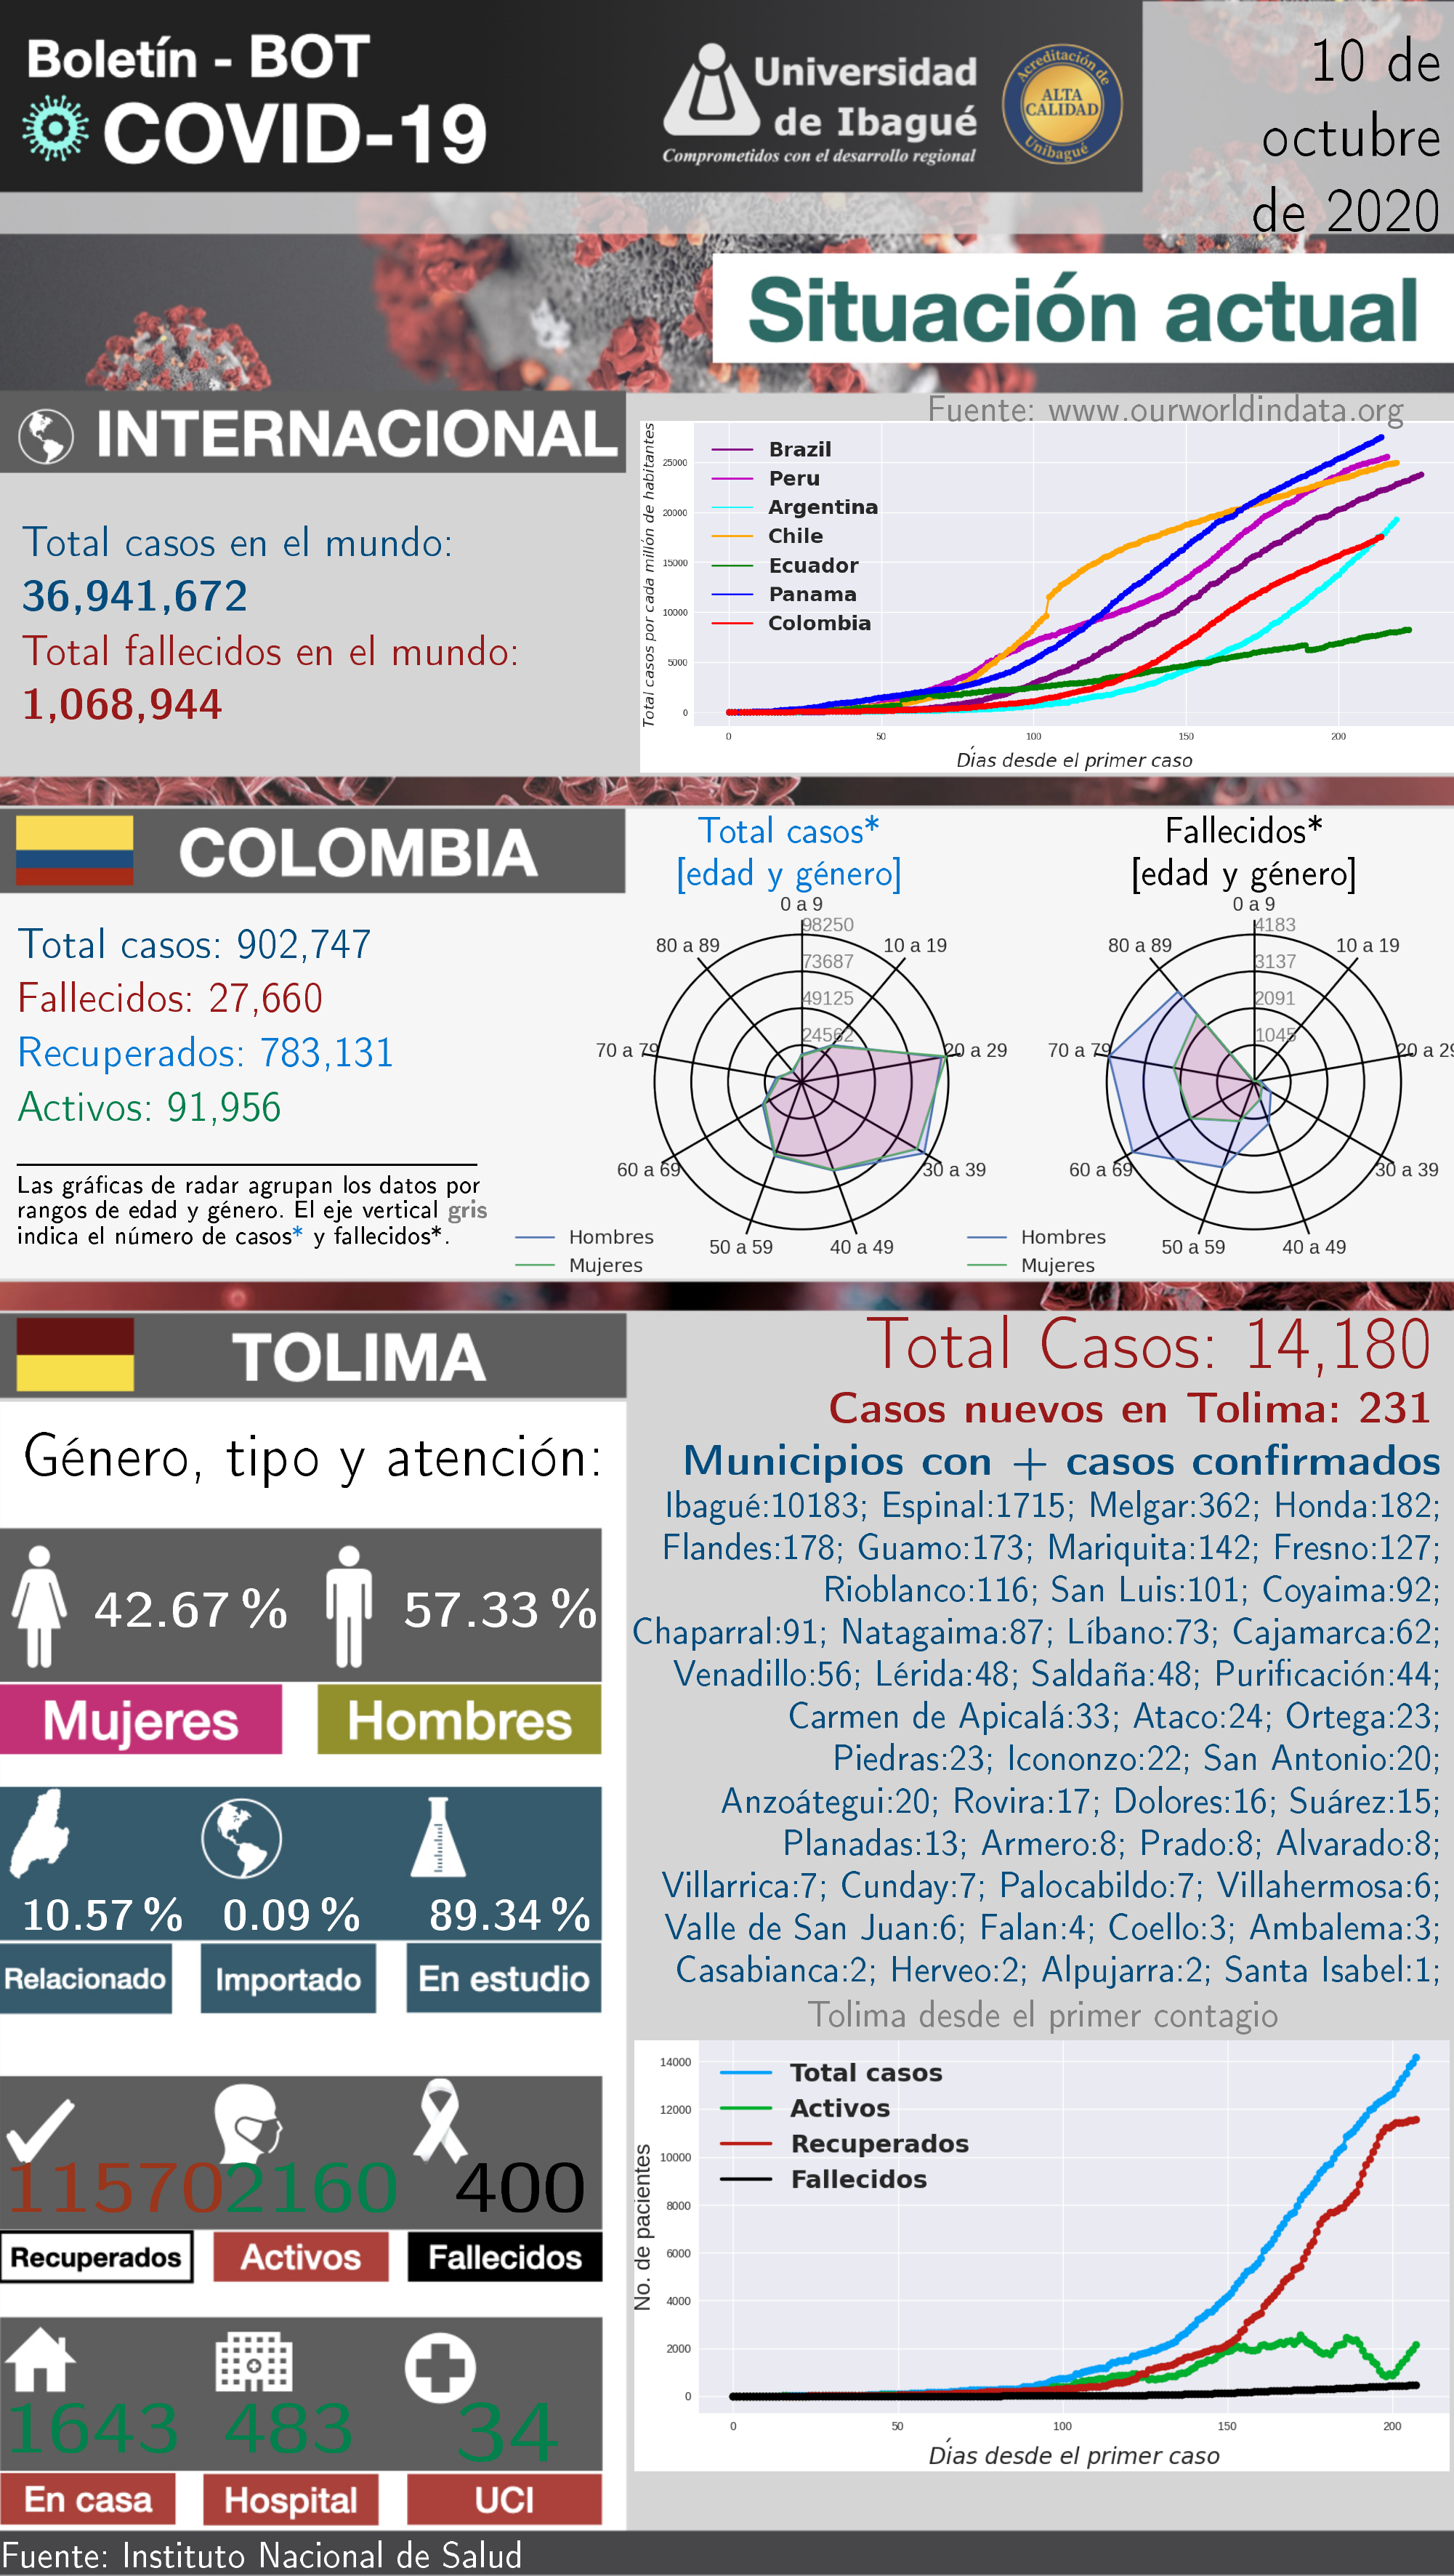 Boletín - BOT
COVID-19
Universidad
de Ibagué
Comprometidos con el desarrollo regional
Acreditación de
ALTA
CALIDAD
Unibagué
10 de
octubre
de 2020
Situación actual
INTERNACIONAL
Total casos en el mundo:
36,941,672
Total fallecidos en el mundo:
1,068,944
Fuente: www.ourworldindata.org
Total casos por cada millón de habitantes
Brazil
Peru
Argentina
Chile
Ecuador
Panama
Colombia
25000
20000
15000
10000
5000
0
0 50 100 150 200
Días desde el primer caso
COLOMBIA
Total casos: 902,747
Fallecidos: 27,660
Recuperados: 783,131
Activos: 91,956
Las gráficas de radar agrupan los datos por
rangos de edad y género. El eje vertical gris
indica el número de casos* y fallecidos*.
Total casos*
[edad y género]
0 a 9
98250
80 a 89 10 a 19
73687
49125
24562
70 a 79 20 a 29
60 a 69 30 a 39
50 a 59 40 a 49
Hombres
Mujeres
Fallecidos*
[edad y género]
0 a 9
4183
80 a 89 10 a 19
3137
2091
1045
70 a 79 20 a 29
60 a 69 30 a 39
50 a 59 40 a 49
Hombres
Mujeres
TOLIMA
Género, tipo y atención:
42.67 % 57.33 %
Mujeres Hombres
10.57 % 0.09 % 89.34 %
Relacionado Importado En estudio
11570 2160 400
Recuperados Activos Fallecidos
1643 483 34
En casa Hospital UCI
Total Casos: 14,180
Casos nuevos en Tolima: 231
Municipios con + casos confirmados
Ibagué:10183; Espinal:1715; Melgar:362; Honda:182;
Flandes:178; Guamo:173; Mariquita:142; Fresno:127;
Rioblanco:116; San Luis:101; Coyaima:92;
Chaparral:91; Natagaima:87; Líbano:73; Cajamarca:62;
Venadillo:56; Lérida:48; Saldaña:48; Purificación:44;
Carmen de Apicalá:33; Ataco:24; Ortega:23;
Piedras:23; Icononzo:22; San Antonio:20;
Anzoátegui:20; Rovira:17; Dolores:16; Suárez:15;
Planadas:13; Armero:8; Prado:8; Alvarado:8;
Villarrica:7; Cunday:7; Palocabildo:7; Villahermosa:6;
Valle de San Juan:6; Falan:4; Coello:3; Ambalema:3;
Casabianca:2; Herveo:2; Alpujarra:2; Santa Isabel:1;
Tolima desde el primer contagio
No. de pacientes
Total casos
Activos
Recuperados
Fallecidos
14000
12000
10000
8000
6000
4000
2000
0
0 50 100 150 200
Días desde el primer caso
Fuente: Instituto Nacional de Salud